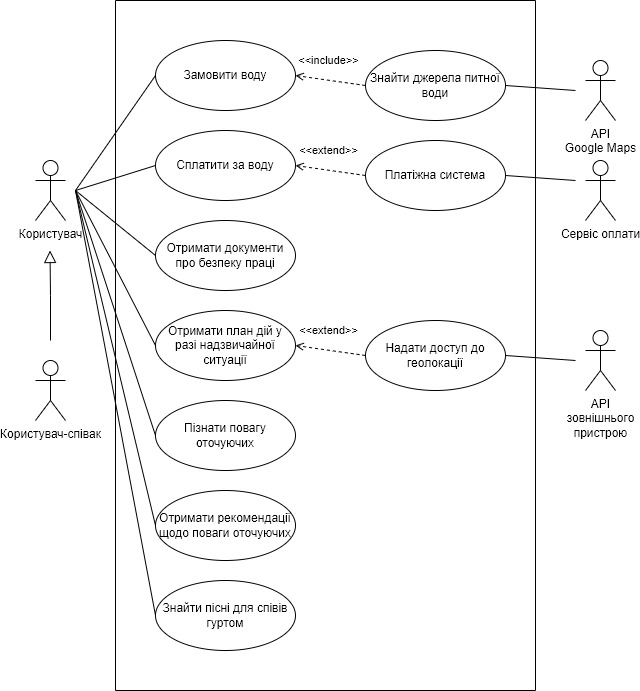 <<include>>
Замовити воду
Знайти джерела питної
води
АРІ
Google Maps
<<extend>>
Сплатити за воду
Платіжна система
Користувач
Сервіс оплати
Отримати документи
про безпеку праці
<<extend>>
Отримати план дій у
разі надзвичайної
ситуації
Надати доступ до
геолокації
АРІ
зовнішнього
пристрою
Користувач-співак
Пізнати повагу
оточуючих
Отримати рекомендації
щодо поваги оточуючих
Знайти пісні для співів
гуртом